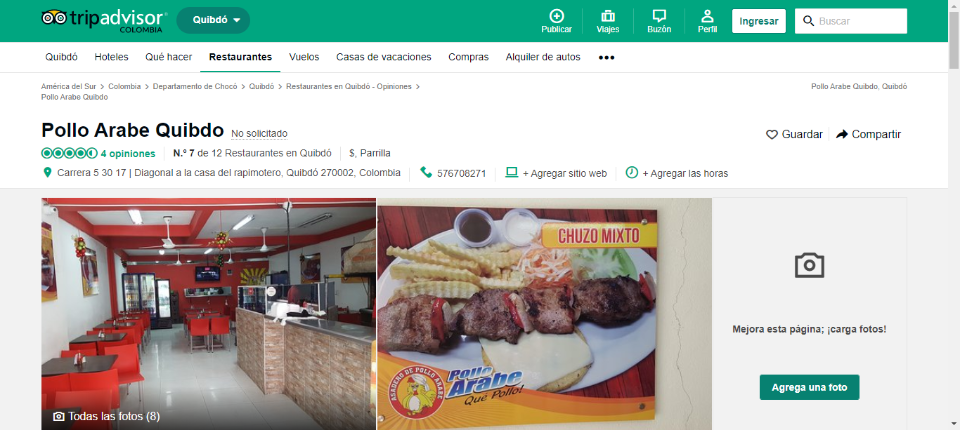 tripadvisor
COLOMBIA
Quibdó
Publicar
Viajes
Buzón
Perfil
Ingresar
Buscar
Quibdó
Hoteles
Qué hacer
Restaurantes
Vuelos
Casas de vacaciones
Compras
Alquiler de autos
América del Sur > Colombia > Departamento de Chocó > Quibdó > Restaurantes en Quibdó - Opiniones >
Pollo Arabe Quibdo
Pollo Arabe Quibdo, Quibdó
Pollo Arabe Quibdo No solicitado
Guardar
Compartir
4 opiniones
N.º 7 de 12 Restaurantes en Quibdó
$, Parrilla
Carrera 5 30 17 | Diagonal a la casa del rapimotero, Quibdó 270002, Colombia
576708271
+ Agregar sitio web
+ Agregar las horas
CHUZO MIXTO
ASADERO DE POLLO ARABE
Pollo
Arabe
Qué Pollo!
Todas las fotos (8)
Mejora esta página; ¡carga fotos!
Agrega una foto